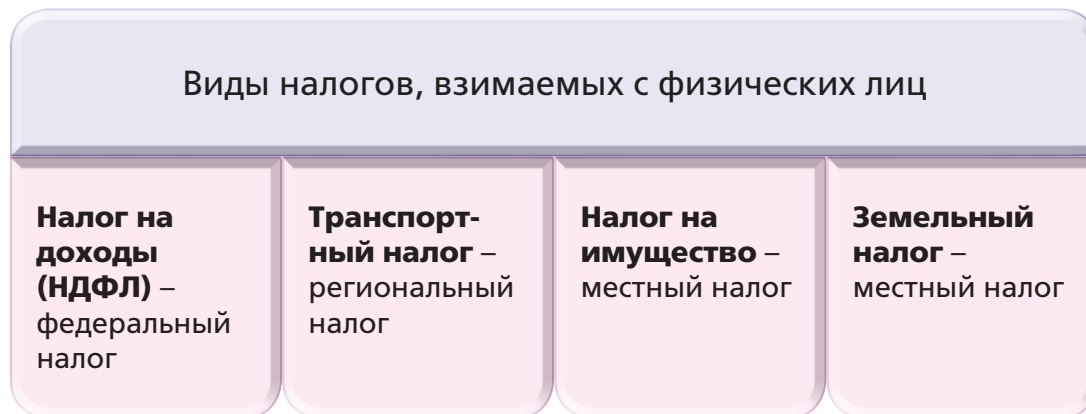 Виды налогов, взимаемых с физических лиц
Налог на
доходы
(НДФЛ) –
федеральный
налог
Транспорт-
ный налог –
региональный
налог
Налог на
имущество –
местный налог
Земельный
налог –
местный налог